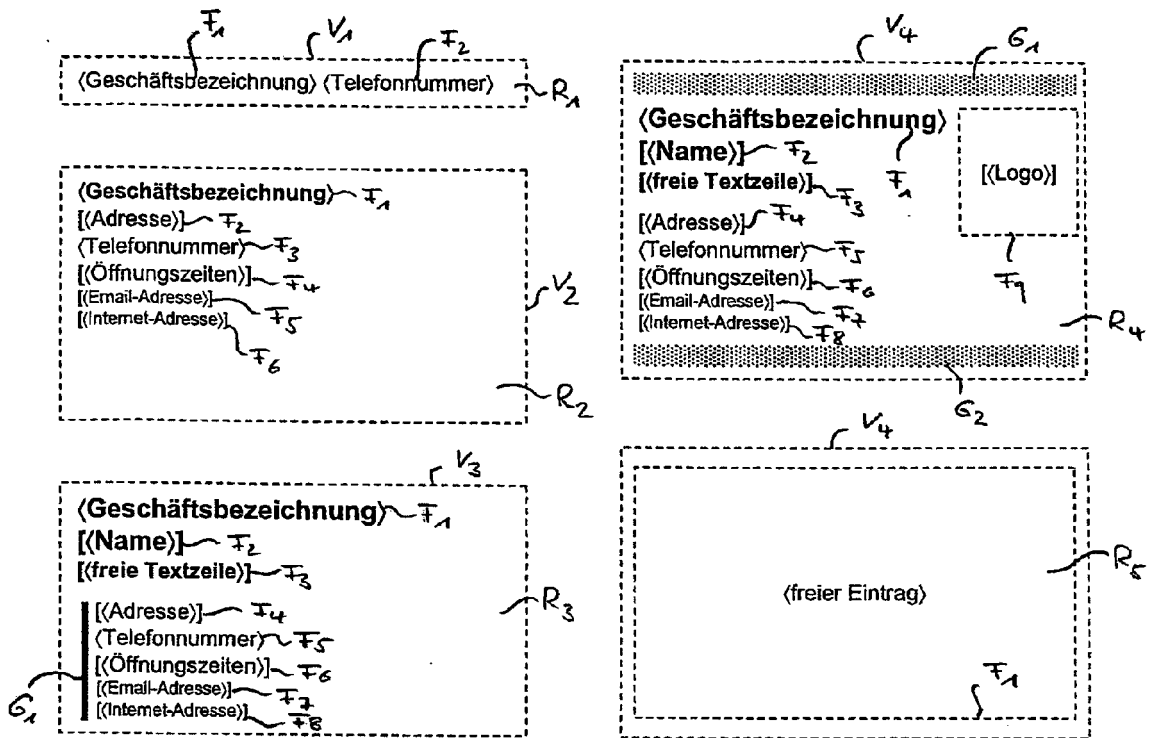 F1 V1 F2
⟨Geschäftsbezeichnung⟩ ⟨Telefonnummer⟩ R1
⟨Geschäftsbezeichnung⟩ F1
[⟨Adresse⟩] F2
⟨Telefonnummer⟩ F3
[⟨Öffnungszeiten⟩] F4
V2
[⟨Email-Adresse⟩] F5
[⟨Internet-Adresse⟩]
F6
R2
V3
⟨Geschäftsbezeichnung⟩ F1
[⟨Name⟩] F2
[⟨freie Textzeile⟩] F3
R3
[⟨Adresse⟩] F4
⟨Telefonnummer⟩ F5
[⟨Öffnungszeiten⟩] F6
[⟨Email-Adresse⟩] F7
G1
[⟨Internet-Adresse⟩] F8
V4 G1
⟨Geschäftsbezeichnung⟩
[⟨Name⟩] F2 F1
[⟨Logo⟩]
[⟨freie Textzeile⟩] F3
[⟨Adresse⟩] F4
⟨Telefonnummer⟩ F5
[⟨Öffnungszeiten⟩] F6 F9
[⟨Email-Adresse⟩] F7
[⟨Internet-Adresse⟩] F8
R4
G2
V4
R5
⟨freier Eintrag⟩
F1